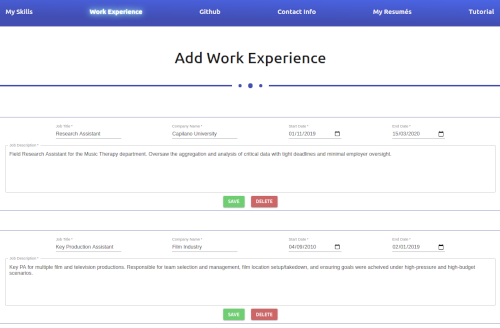 My Skills Work Experience Github Contact Info My Resumés Tutorial
Add Work Experience
Job Title * Company Name * Start Date * End Date *
Research Assistant Capilano University 01/11/2019 15/03/2020
Job Description *
Field Research Assistant for the Music Therapy department. Oversaw the aggregation and analysis of critical data with tight deadlines and minimal employer oversight.
SAVE DELETE
Job Title * Company Name * Start Date * End Date *
Key Production Assistant Film Industry 04/09/2010 02/01/2019
Job Description *
Key PA for multiple film and television productions. Responsible for team selection and management, film location setup/takedown, and ensuring goals were acheived under high-pressure and high-budget
scenarios.
SAVE DELETE